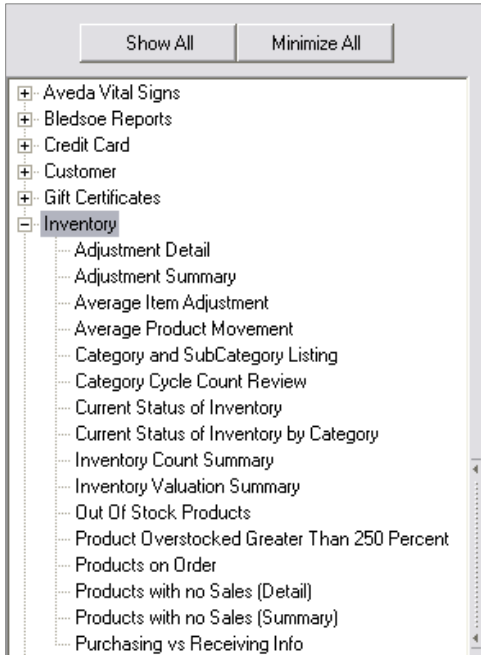 Show All Minimize All
Aveda Vital Signs
Bledsoe Reports
Credit Card
Customer
Gift Certificates
Inventory
Adjustment Detail
Adjustment Summary
Average Item Adjustment
Average Product Movement
Category and SubCategory Listing
Category Cycle Count Review
Current Status of Inventory
Current Status of Inventory by Category
Inventory Count Summary
Inventory Valuation Summary
Out Of Stock Products
Product Overstocked Greater Than 250 Percent
Products on Order
Products with no Sales (Detail)
Products with no Sales (Summary)
Purchasing vs Receiving Info